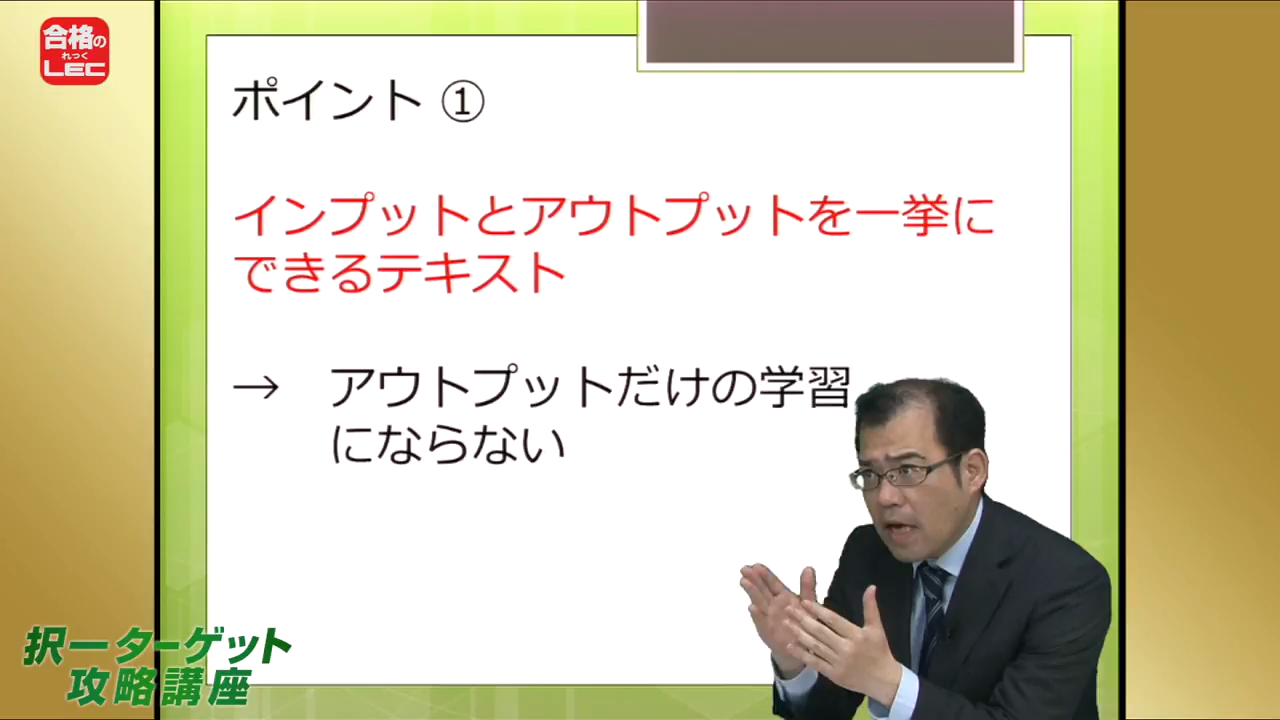 合格の
れっく
LEC
ポイント ①
インプットとアウトプットを一挙に
できるテキスト
→ アウトプットだけの学習
にならない
択一ターゲット
攻略講座